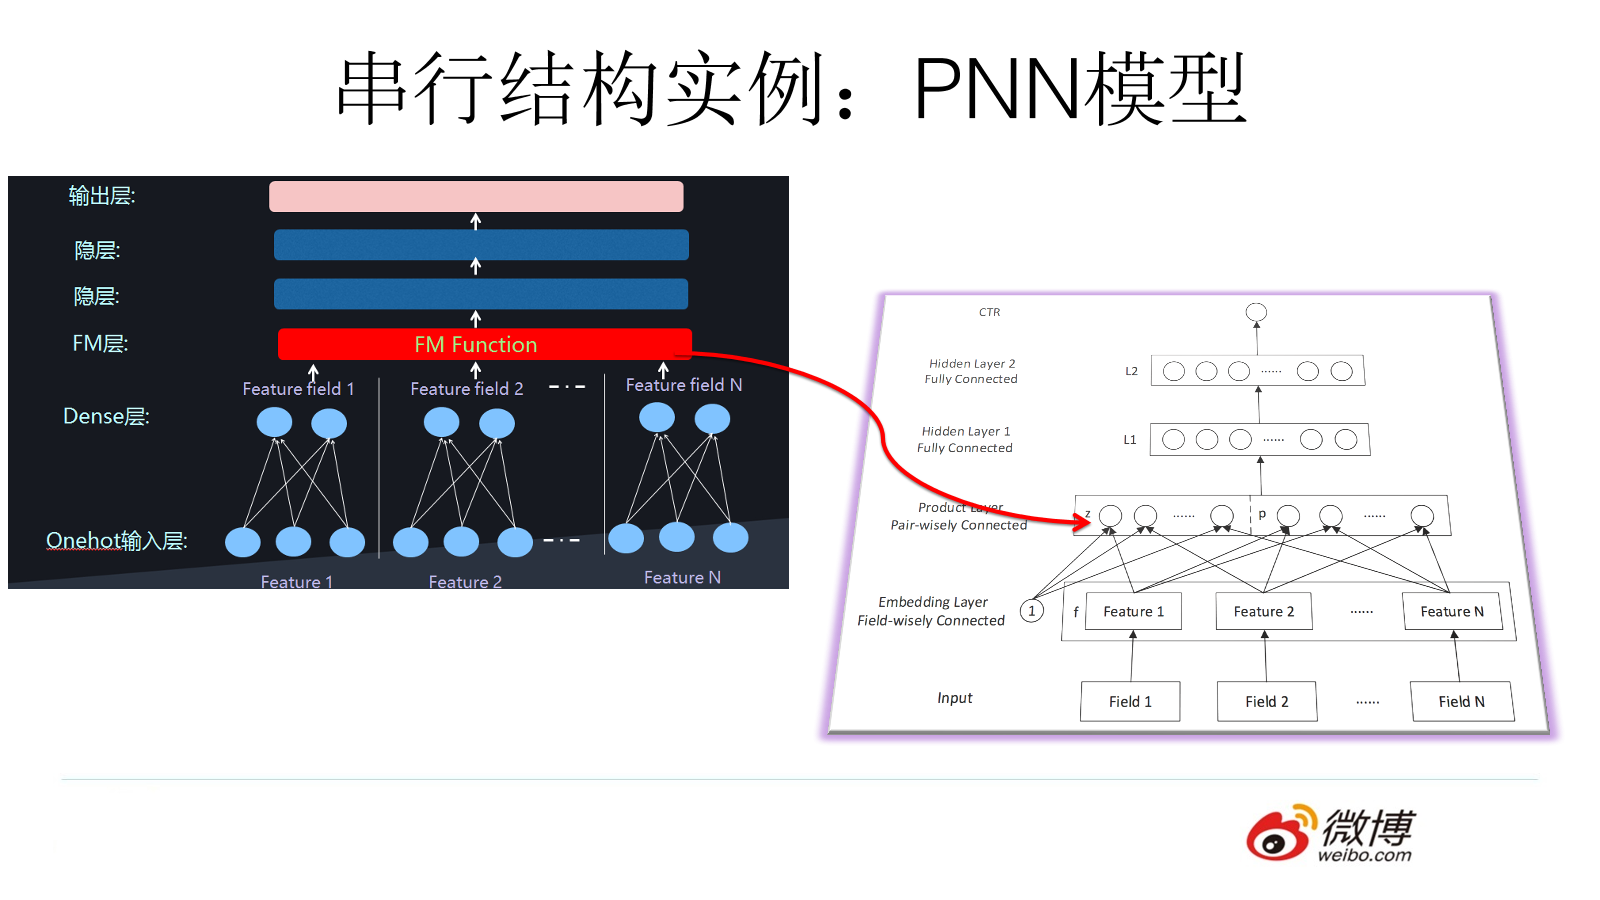 串行结构实例：PNN模型
输出层:
隐层:
隐层:
FM层:
FM Function
Feature field 1
Feature field 2
Feature field N
Dense层:
Onehot输入层:
Feature 1
Feature 2
Feature N
CTR
Hidden Layer 2
Fully Connected
L2
......
Hidden Layer 1
Fully Connected
L1
......
Product Layer
Pair-wisely Connected
z
......
p
......
Embedding Layer
Field-wisely Connected
1
f
Feature 1
Feature 2
......
Feature N
Input
Field 1
Field 2
......
Field N
微博
weibo.com